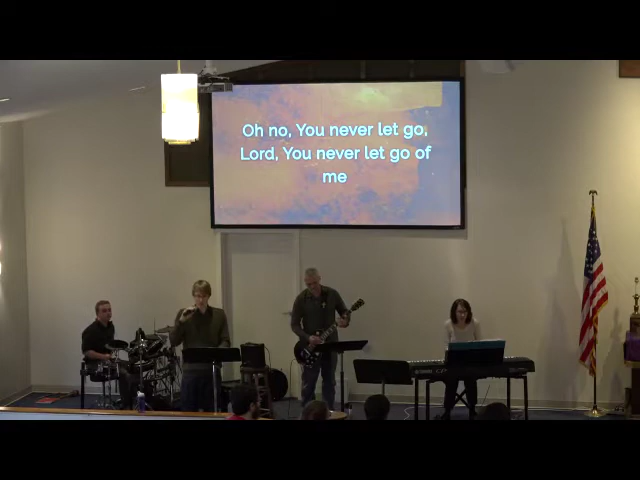 Oh no, You never let go,
Lord, You never let go of
me